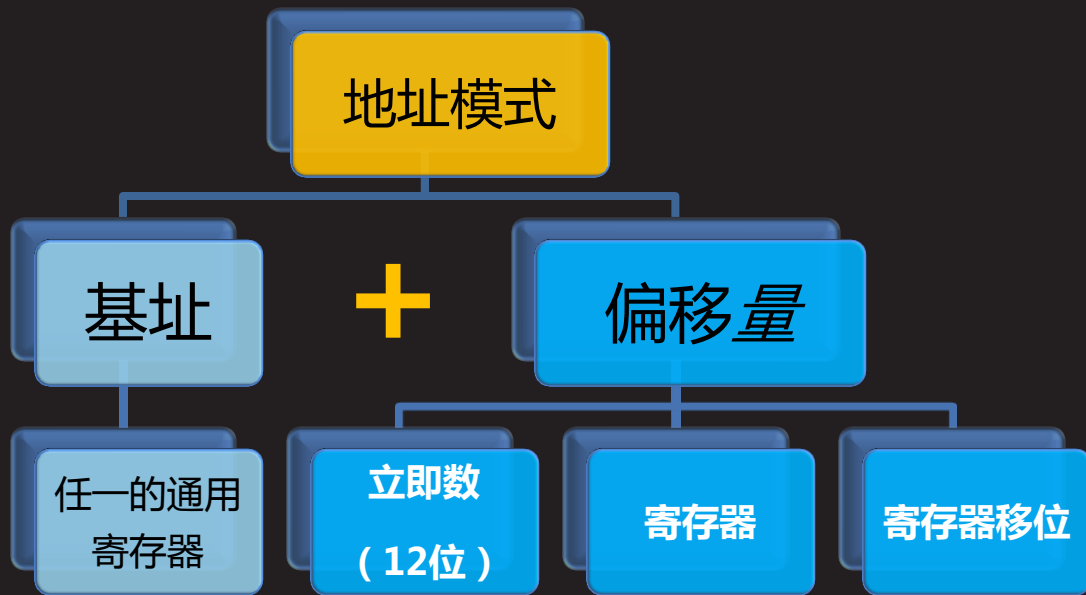 地址模式
基址
+
偏移量
任一的通用
寄存器
立即数
（12位）
寄存器
寄存器移位